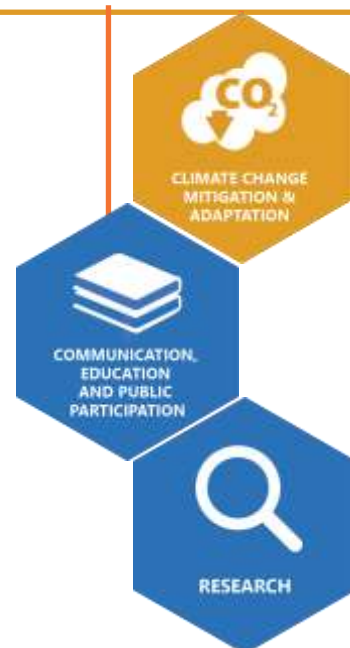 CO2
CLIMATE CHANGE
MITIGATION &
ADAPTATION
COMMUNICATION,
EDUCATION
AND PUBLIC
PARTICIPATION
RESEARCH